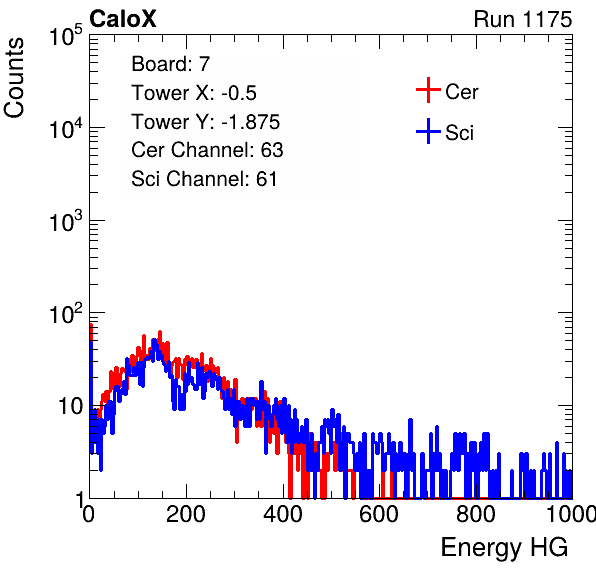 CaloX Run 1175
Counts
10^5
10^4
10^3
10^2
10
1
Board: 7
Tower X: -0.5
Tower Y: -1.875
Cer Channel: 63
Sci Channel: 61
Cer
Sci
0 200 400 600 800 1000
Energy HG